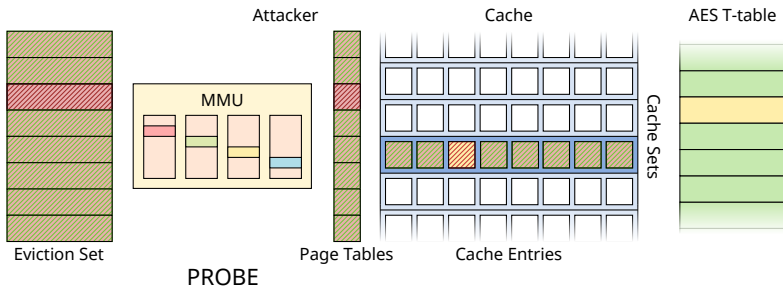 Attacker
Cache
AES T-table
MMU
Cache Sets
Eviction Set
Page Tables
Cache Entries
PROBE